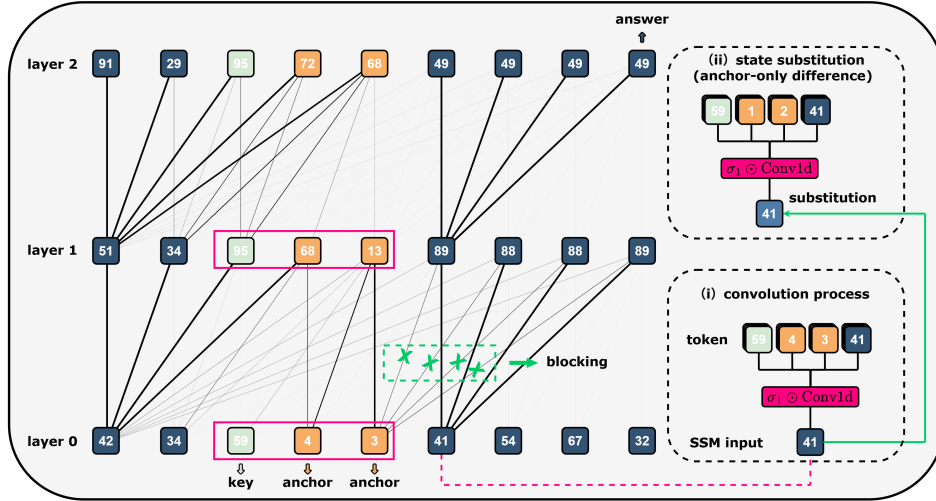 answer
layer 2
91 29 95 72 68 49 49 49 49
layer 1
51 34 95 68 13 89 88 88 89
blocking
layer 0
42 34 59 4 3 41 54 67 32
key anchor anchor
(ii) state substitution
(anchor-only difference)
59 1 2 41
σ₁ ⊙ Conv1d
substitution
41
(i) convolution process
token
59 4 3 41
σ₁ ⊙ Conv1d
SSM input
41